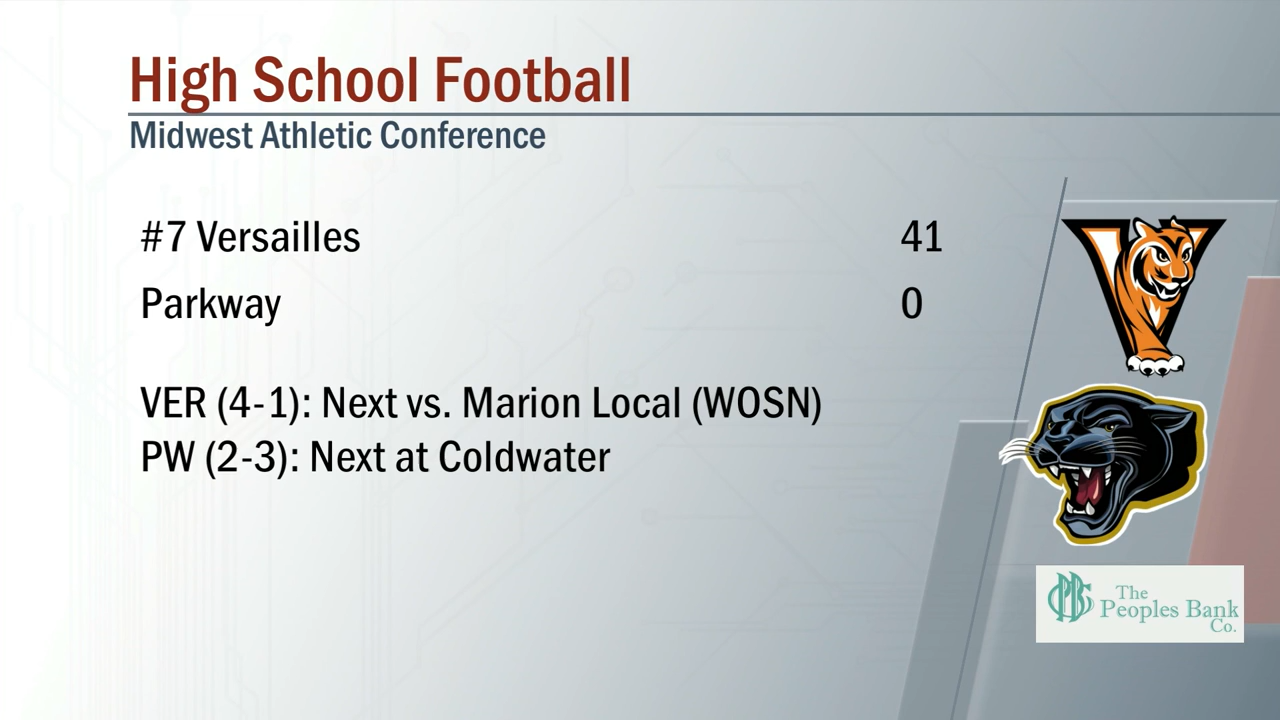 High School Football
Midwest Athletic Conference
#7 Versailles 41
Parkway 0
VER (4-1): Next vs. Marion Local (WOSN)
PW (2-3): Next at Coldwater
V
PBC The
Peoples Bank
Co.